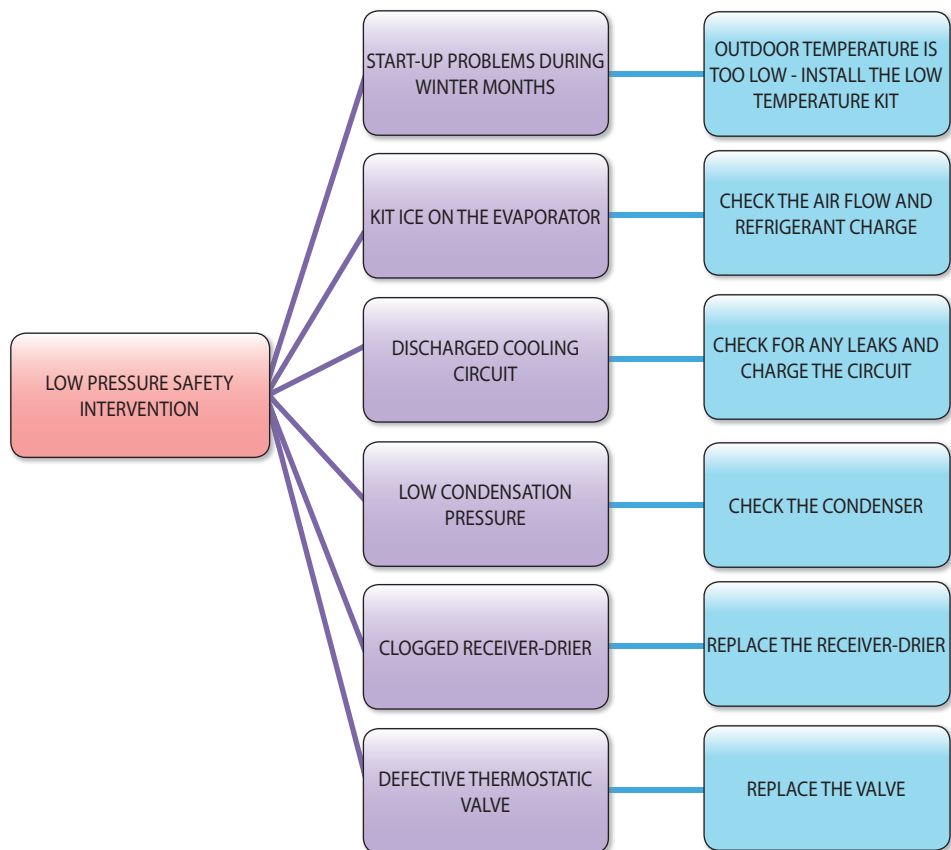 START-UP PROBLEMS DURING
WINTER MONTHS
OUTDOOR TEMPERATURE IS
TOO LOW - INSTALL THE LOW
TEMPERATURE KIT
KIT ICE ON THE EVAPORATOR
CHECK THE AIR FLOW AND
REFRIGERANT CHARGE
LOW PRESSURE SAFETY
INTERVENTION
DISCHARGED COOLING
CIRCUIT
CHECK FOR ANY LEAKS AND
CHARGE THE CIRCUIT
LOW CONDENSATION
PRESSURE
CHECK THE CONDENSER
CLOGGED RECEIVER-DRIER
REPLACE THE RECEIVER-DRIER
DEFECTIVE THERMOSTATIC
VALVE
REPLACE THE VALVE